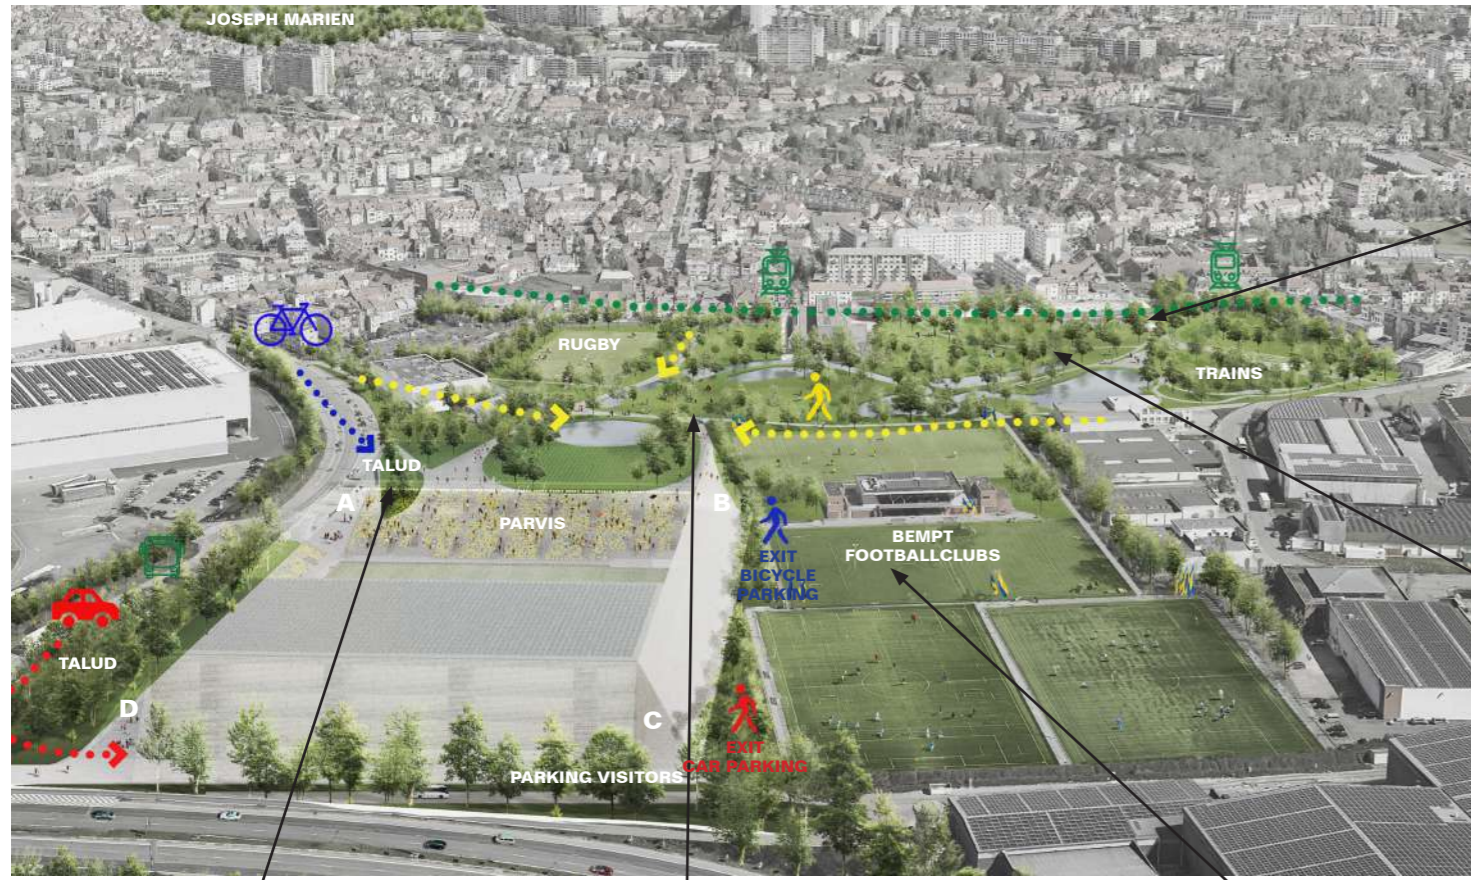 JOSEPH MARIEN
RUGBY
TRAINS
TALUD
A
PARVIS
B
BEMPT
FOOTBALLCLUBS
EXIT
BICYCLE
PARKING
TALUD
D
C
EXIT
CAR PARKING
PARKING VISITORS